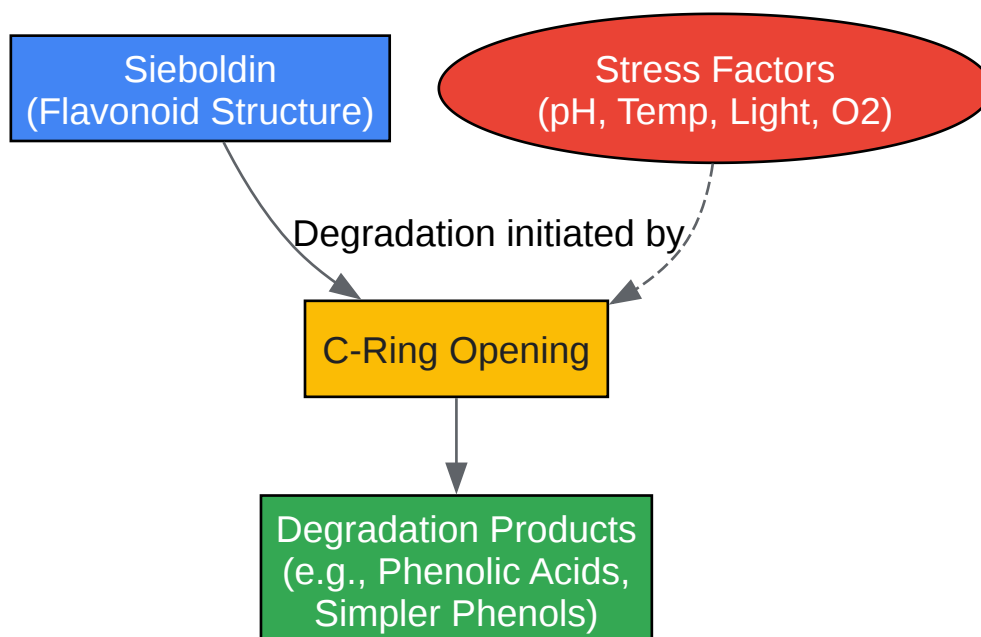 Sieboldin
(Flavonoid Structure)
Stress Factors
(pH, Temp, Light, O2)
Degradation initiated by
C-Ring Opening
Degradation Products
(e.g., Phenolic Acids,
Simpler Phenols)